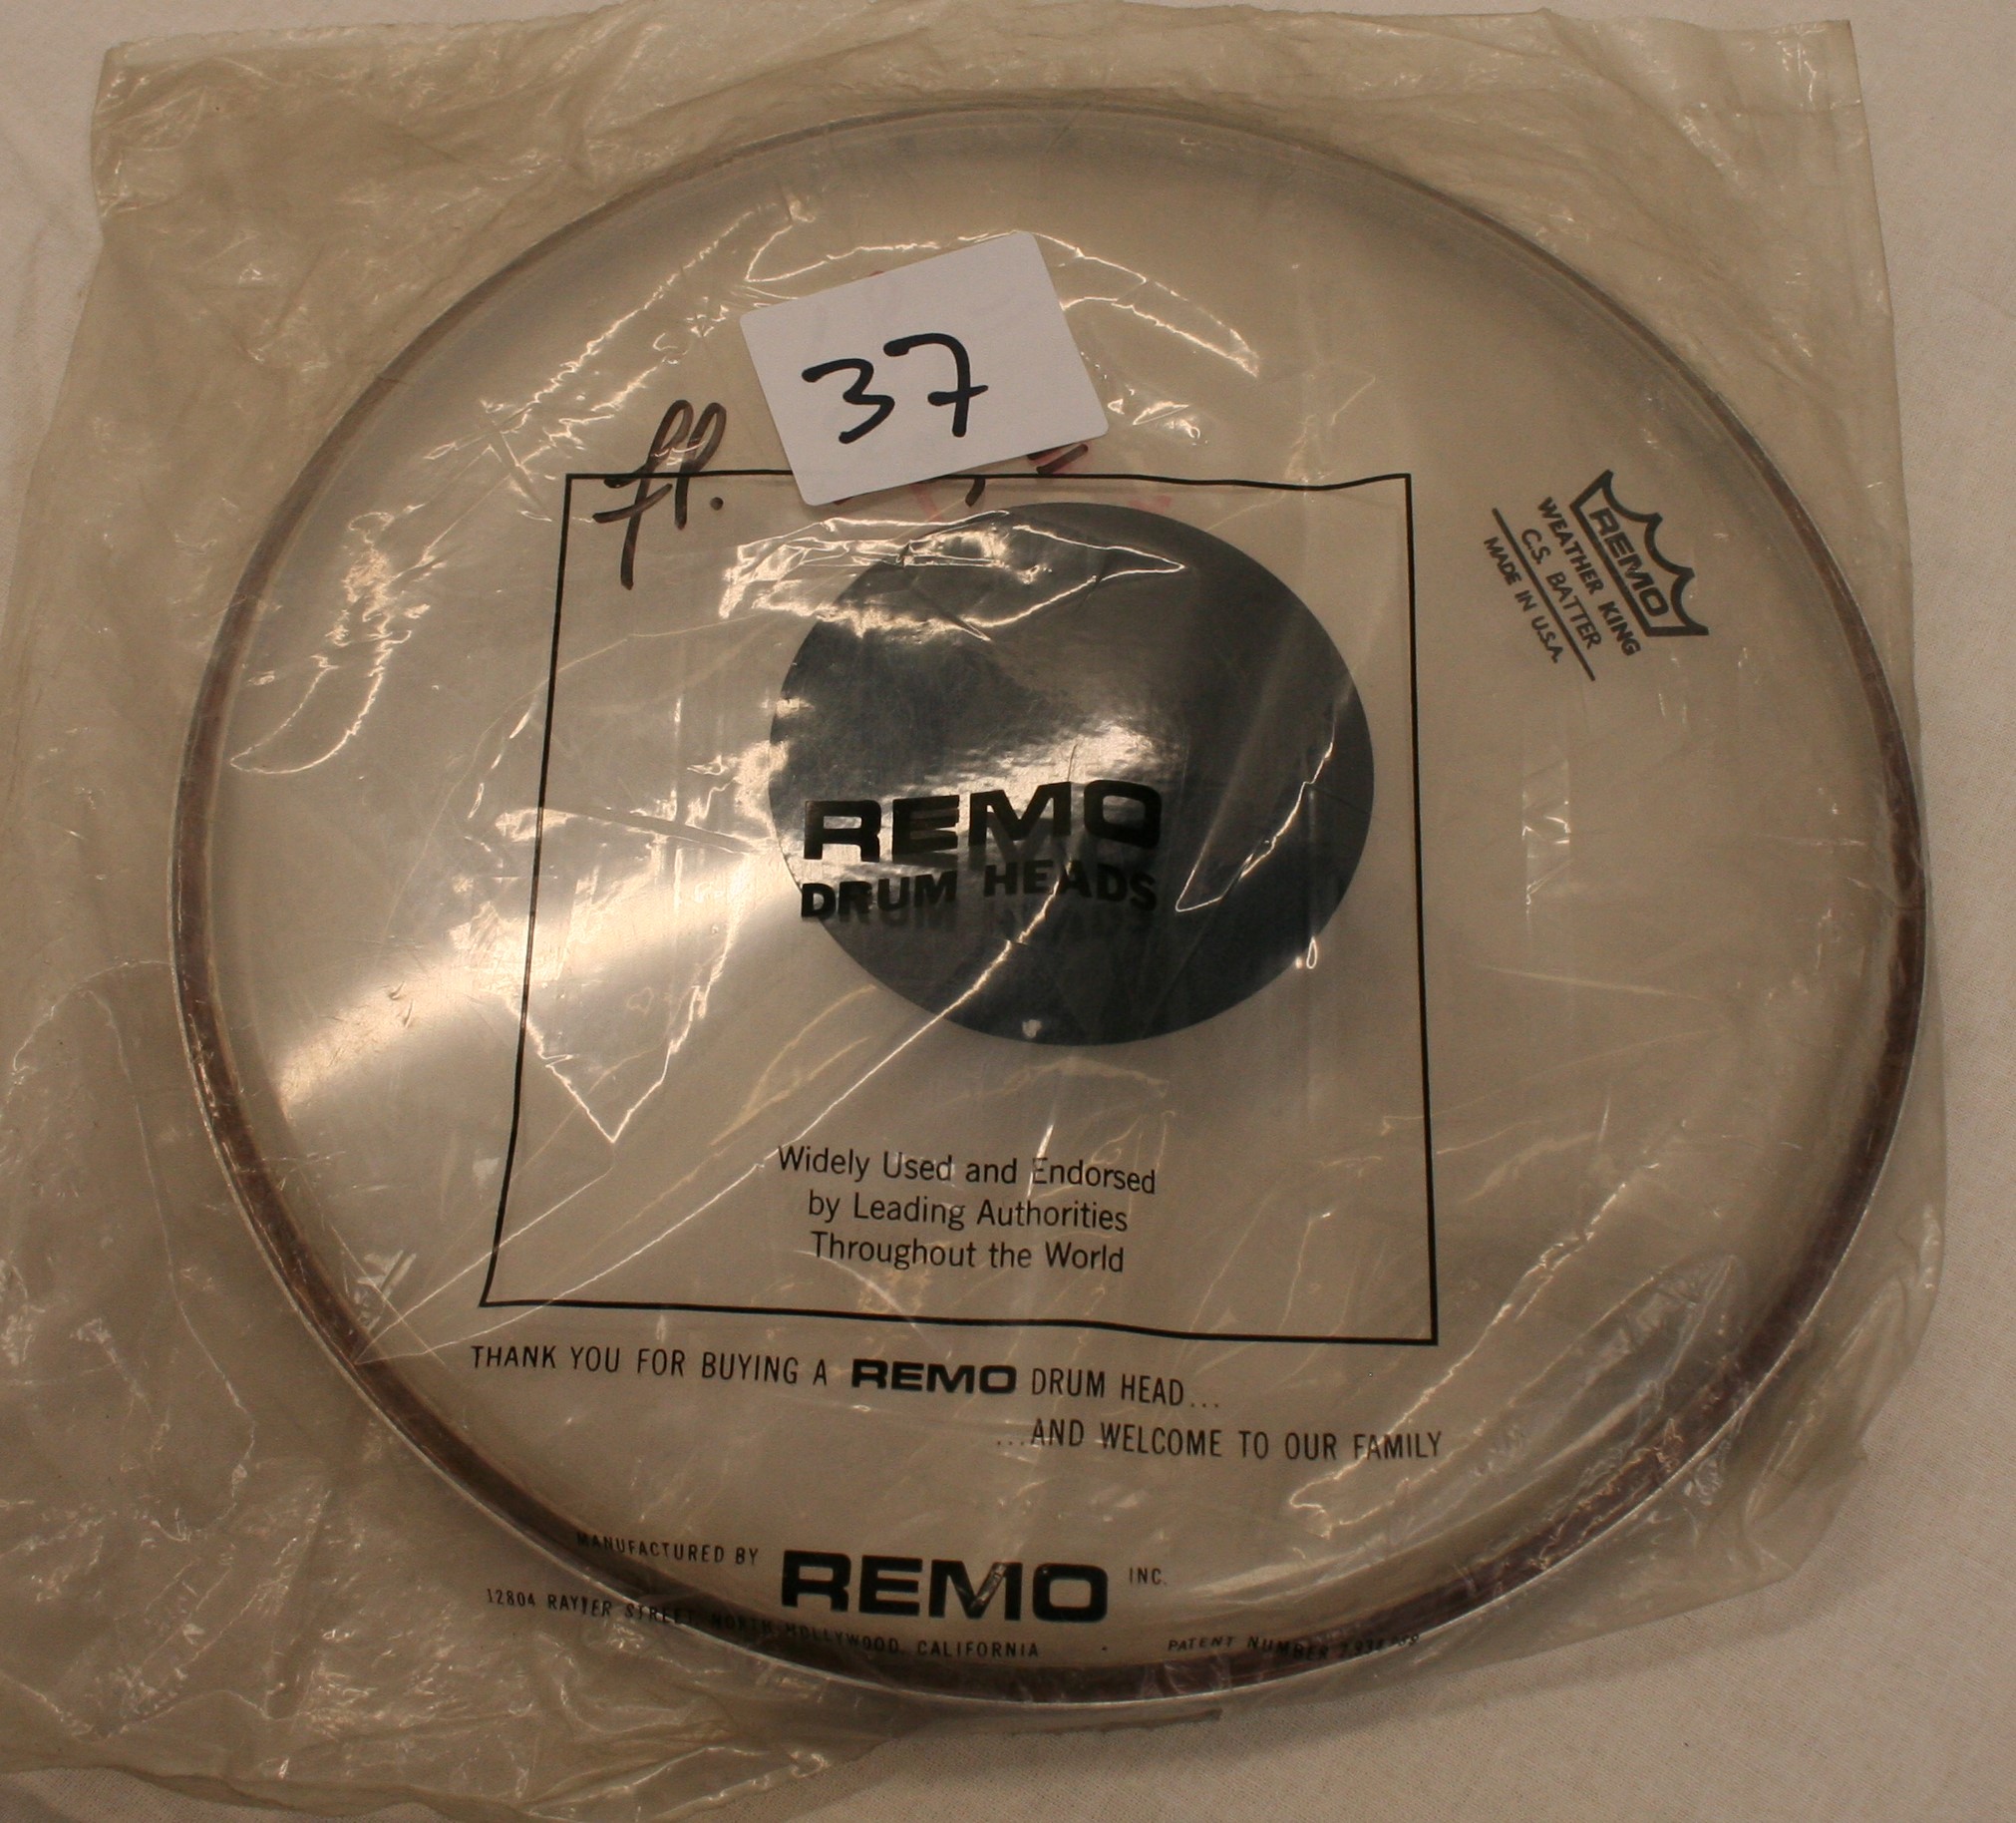 37
fl.
REMO
WEATHER KING
C.S. BATTER
MADE IN U.S.A.
REMO
DRUM HEADS
Widely Used and Endorsed
by Leading Authorities
Throughout the World
THANK YOU FOR BUYING A REMO DRUM HEAD...
...AND WELCOME TO OUR FAMILY
MANUFACTURED BY REMO INC.
12804 RAYMER STREET, NORTH HOLLYWOOD, CALIFORNIA · PATENT NUMBER